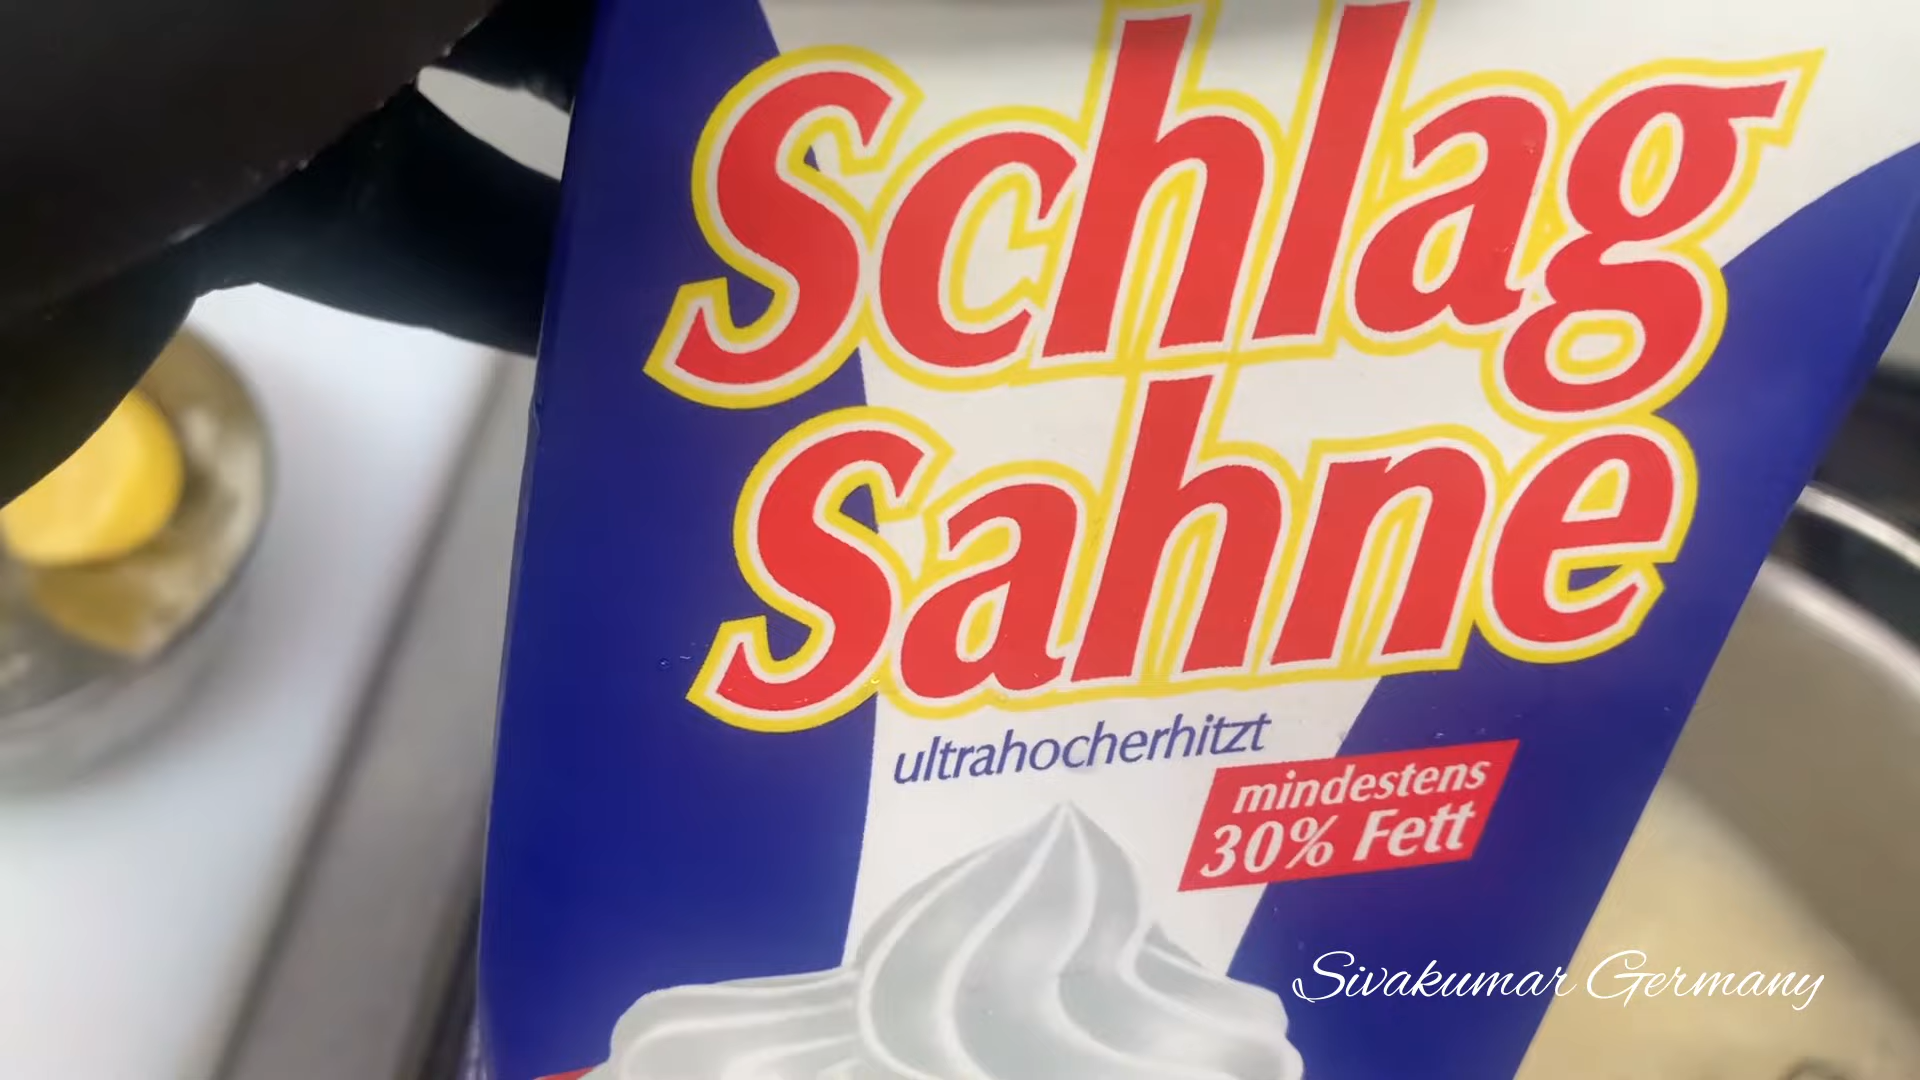 Schlag
Sahne
ultrahocherhitzt
mindestens
30% Fett
Sivakumar Germany